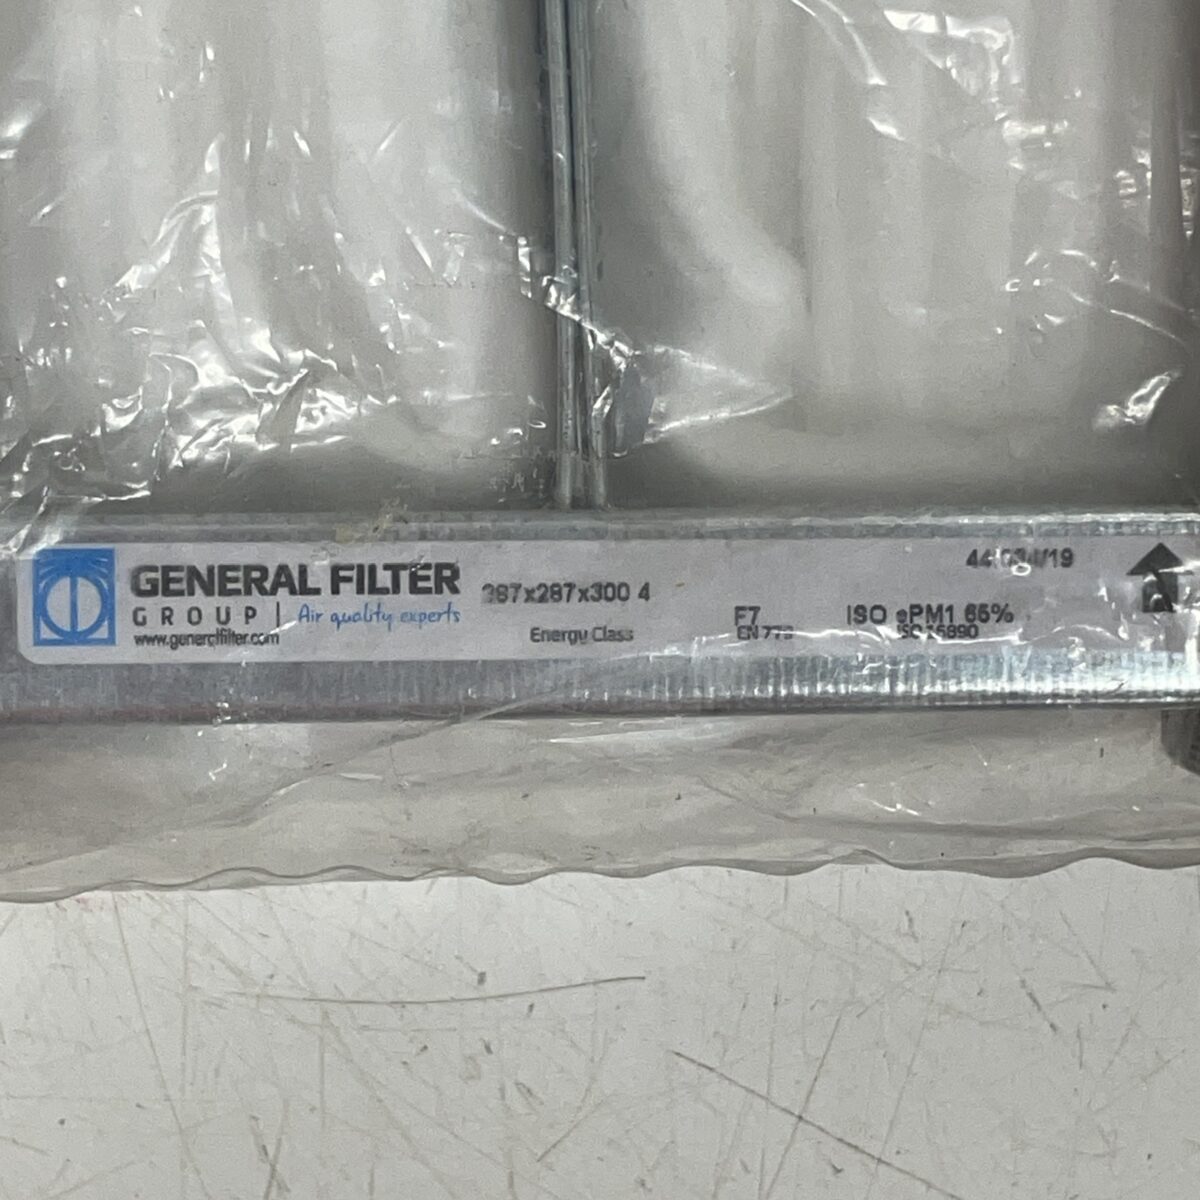 GENERAL FILTER
GROUP | Air quality experts
www.generalfilter.com
287x287x300 4
Energy Class
F7
EN 779
ISO ePM1 65%
ISO 16890